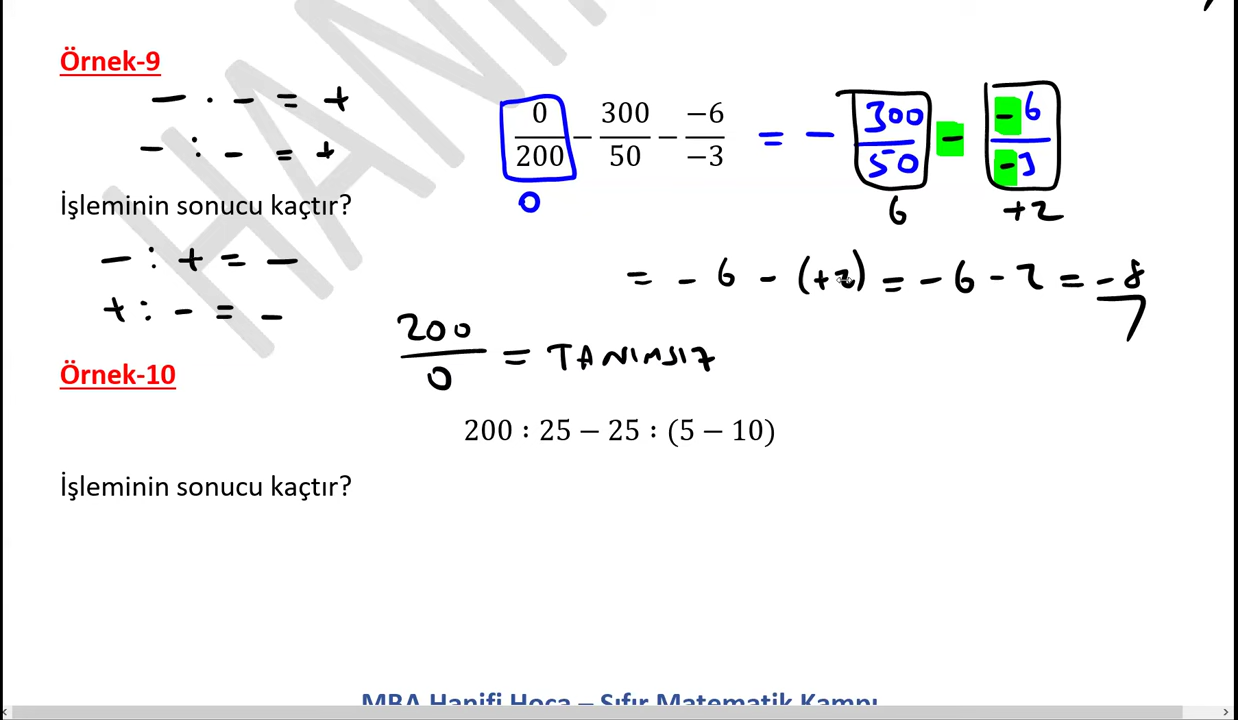 Örnek-9
− . − = +
− : − = +
0/200 − 300/50 − −6/−3 = − 300/50 − −6/−3
0 6 +2
İşleminin sonucu kaçtır?
− : + = −
+ : − = −
= − 6 − (+2) = − 6 − 2 = −8
200/0 = TANIMSIZ
Örnek-10
200 : 25 − 25 : (5 − 10)
İşleminin sonucu kaçtır?
MBA Hanifi Hoca – Sıfır Matematik Kampı
HANİ